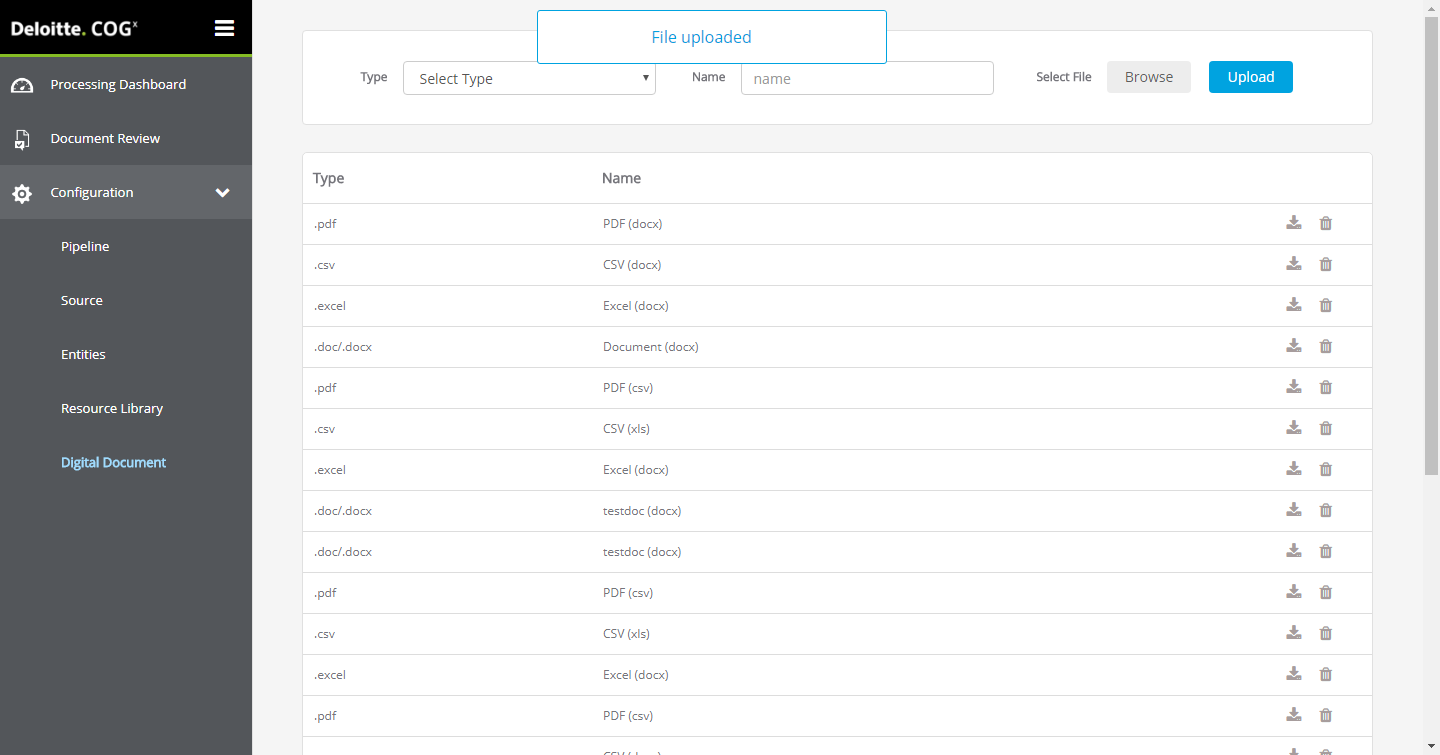 Deloitte. COGx
File uploaded
Type Select Type Name name Select File Browse Upload
Processing Dashboard
Document Review
Configuration
Pipeline
Source
Entities
Resource Library
Digital Document
Type Name
.pdf PDF (docx)
.csv CSV (docx)
.excel Excel (docx)
.doc/.docx Document (docx)
.pdf PDF (csv)
.csv CSV (xls)
.excel Excel (docx)
.doc/.docx testdoc (docx)
.doc/.docx testdoc (docx)
.pdf PDF (csv)
.csv CSV (xls)
.excel Excel (docx)
.pdf PDF (csv)